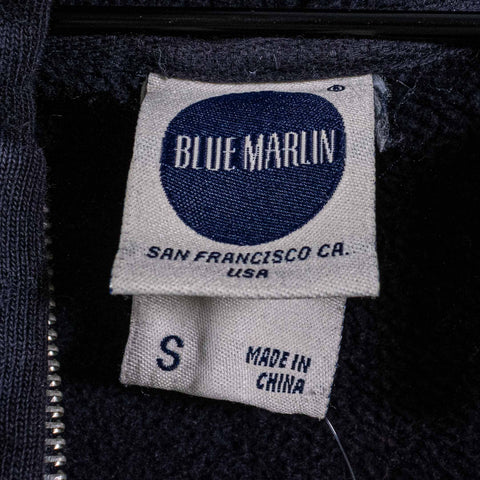 BLUE MARLIN
®
SAN FRANCISCO CA.
USA
S
MADE IN
CHINA